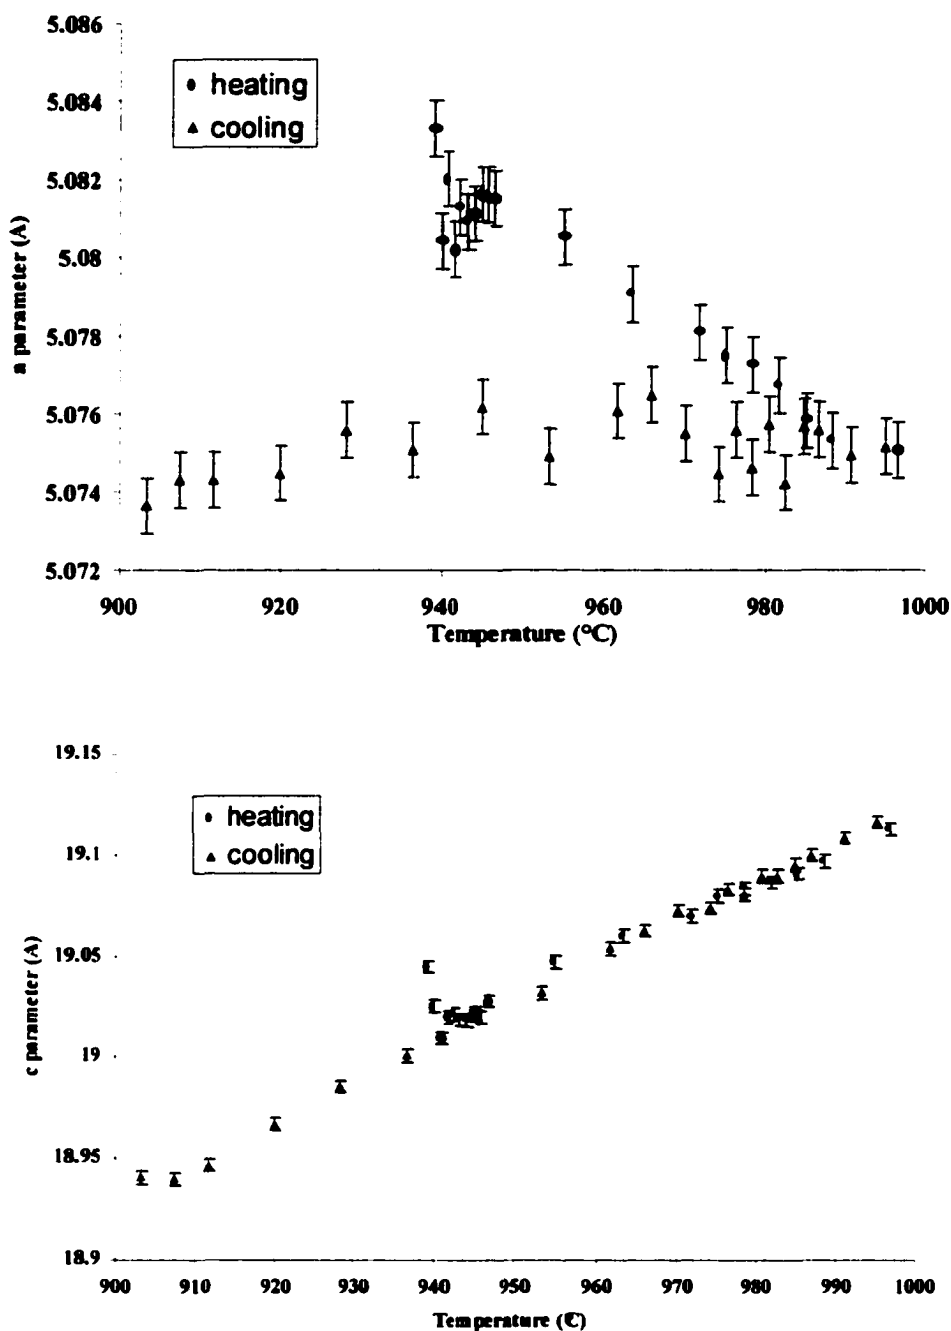 5.086
heating
cooling
5.084
5.082
5.08
5.078
5.076
5.074
5.072
a parameter (A)
900 920 940 960 980 1000
Temperature (°C)
19.15
heating
cooling
19.1
19.05
19
18.95
18.9
c parameter (A)
900 910 920 930 940 950 960 970 980 990 1000
Temperature (C)